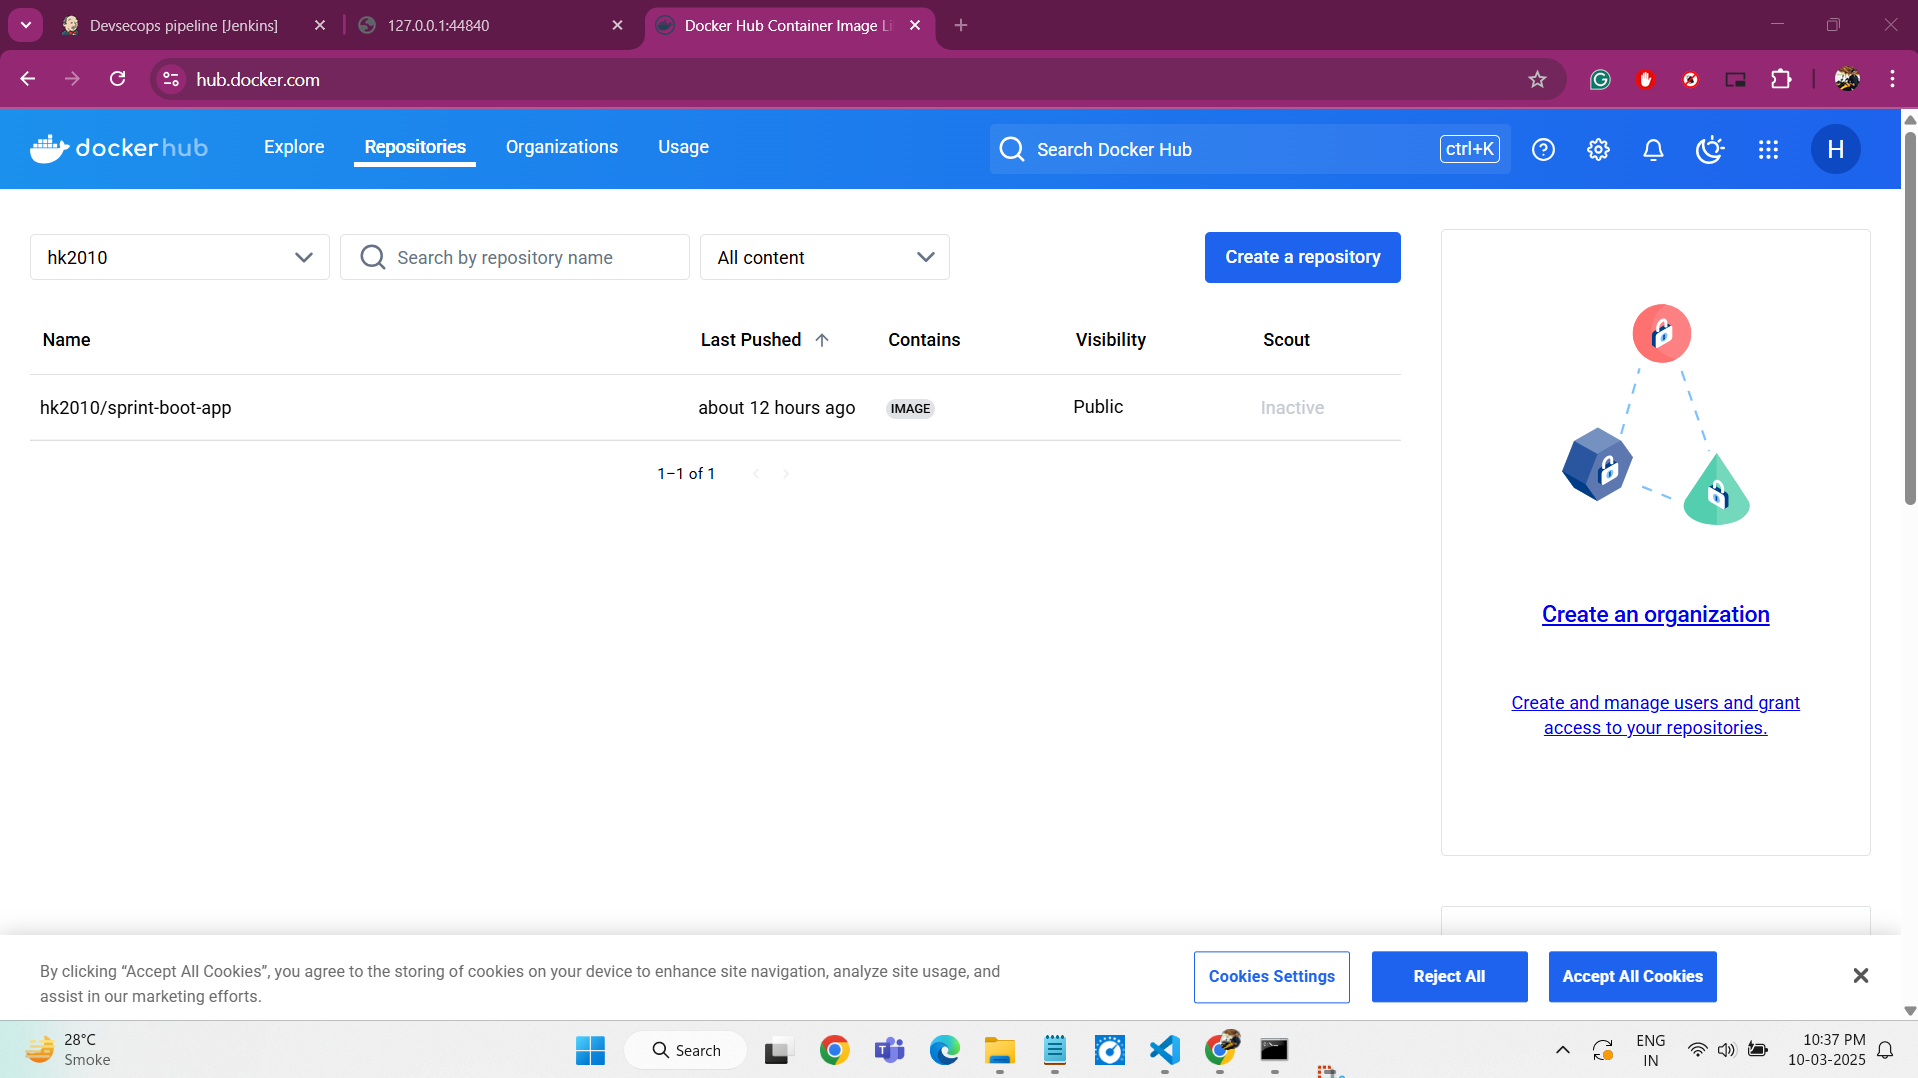 Devsecops pipeline [Jenkins]
127.0.0.1:44840
Docker Hub Container Image Li
hub.docker.com
docker hub
Explore
Repositories
Organizations
Usage
Search Docker Hub
ctrl+K
H
hk2010
Search by repository name
All content
Create a repository
Name
Last Pushed
Contains
Visibility
Scout
hk2010/sprint-boot-app
about 12 hours ago
IMAGE
Public
Inactive
1–1 of 1
Create an organization
Create and manage users and grant
access to your repositories.
By clicking “Accept All Cookies”, you agree to the storing of cookies on your device to enhance site navigation, analyze site usage, and
assist in our marketing efforts.
Cookies Settings
Reject All
Accept All Cookies
28°C
Smoke
Search
ENG
IN
10:37 PM
10-03-2025